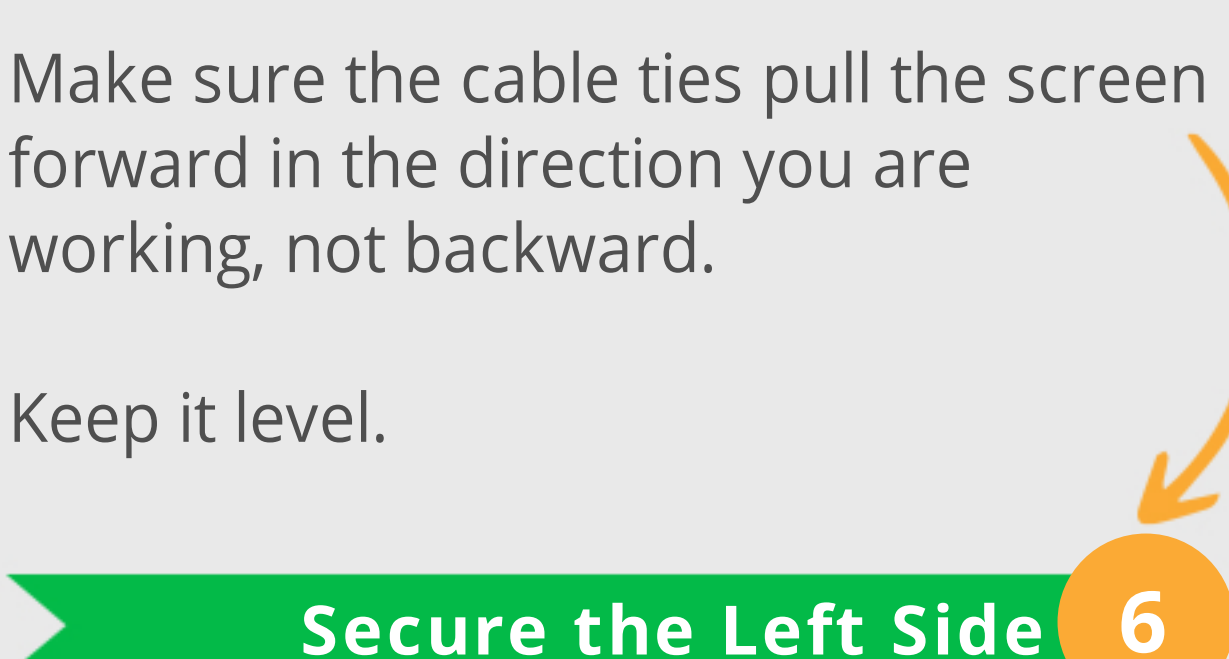 Make sure the cable ties pull the screen
forward in the direction you are
working, not backward.
Keep it level.
Secure the Left Side
6